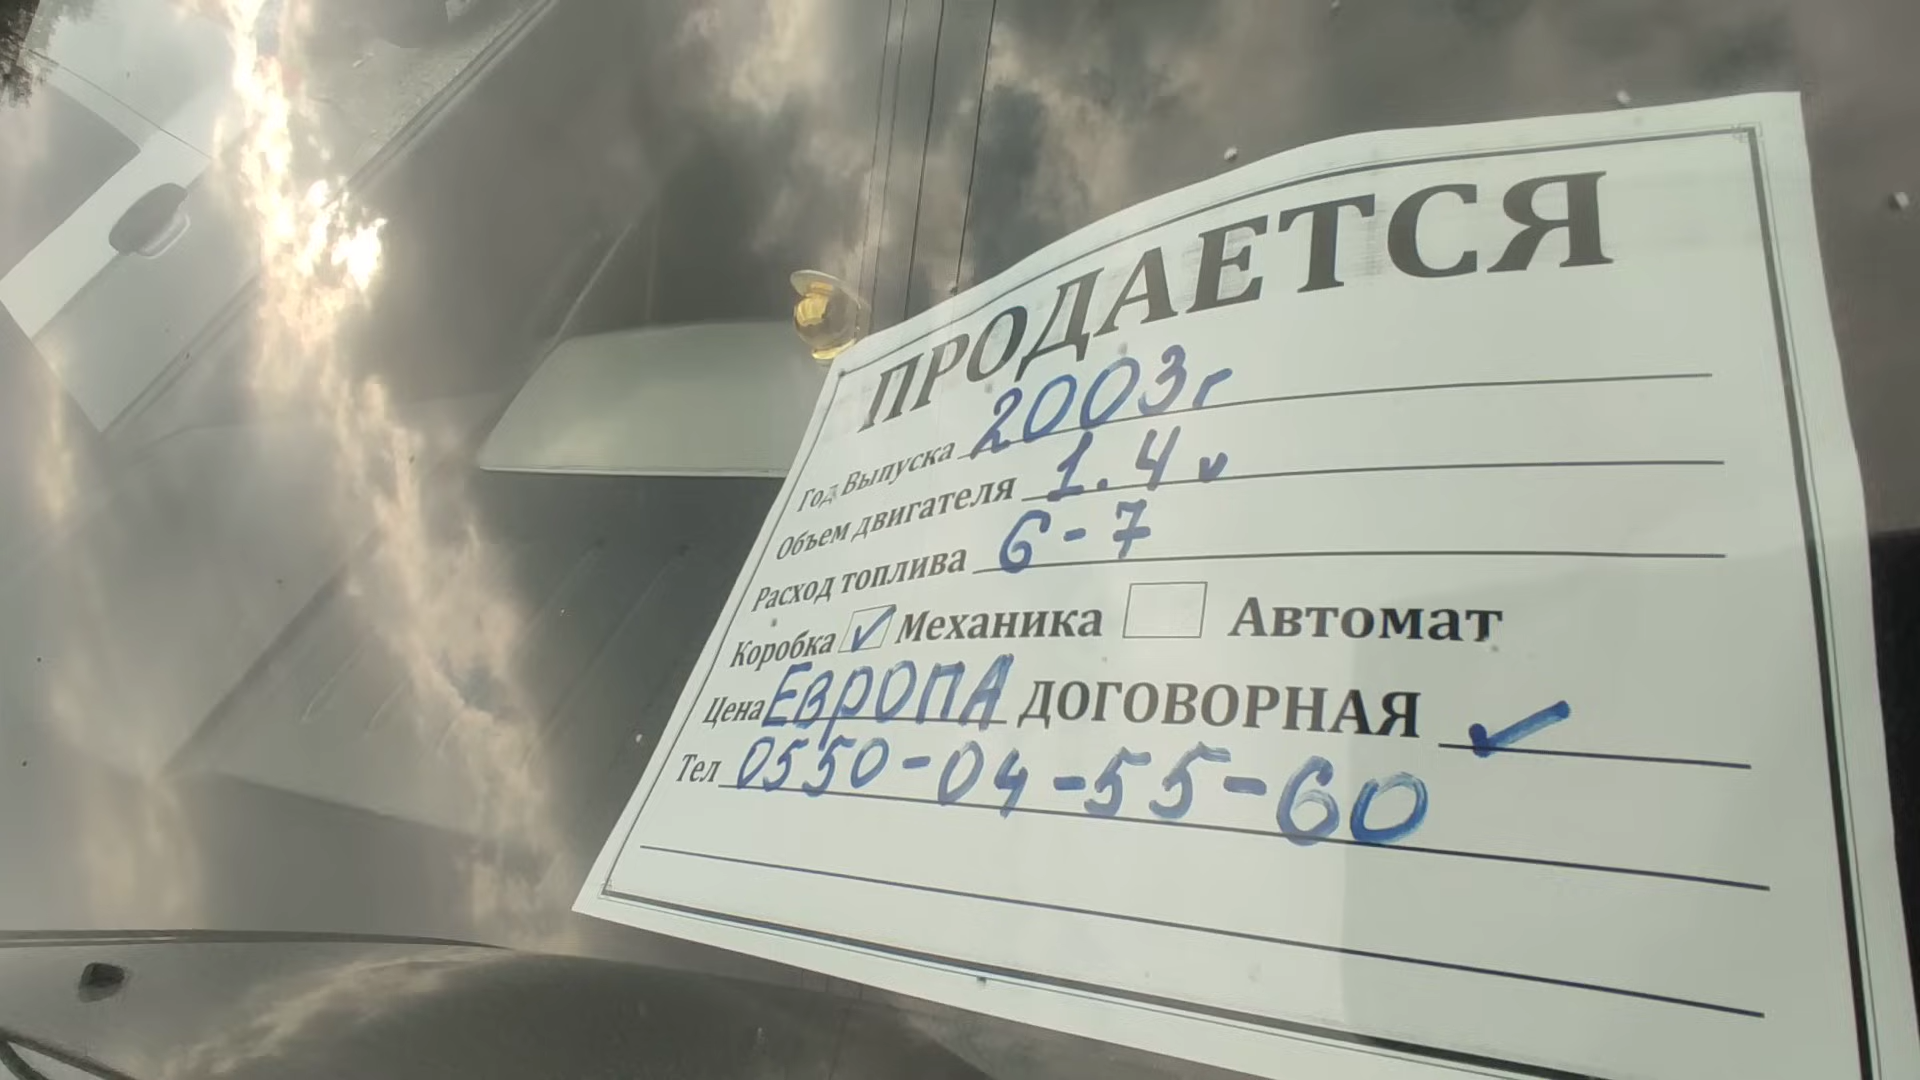 ПРОДАЕТСЯ
Год Выпуска 2003г
Объем двигателя 1.4 v
Расход топлива 6-7
Коробка ✓ Механика Автомат
Цена ЕВРОПА ДОГОВОРНАЯ ✓
Тел 0550-04-55-60